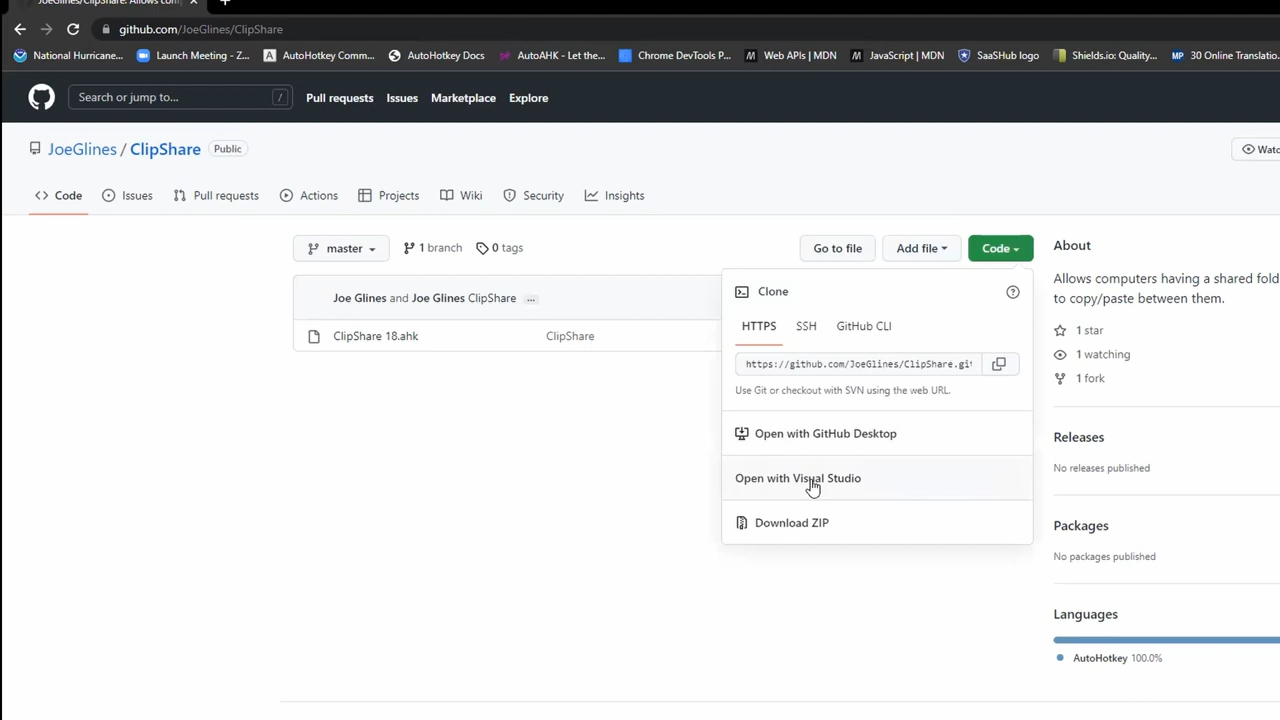 JoeGlines/ClipShare: Allows com
github.com/JoeGlines/ClipShare
National Hurricane... Launch Meeting - Z... AutoHotkey Comm... AutoHotkey Docs AutoAHK - Let the... Chrome DevTools P... Web APIs | MDN JavaScript | MDN SaaSHub logo Shields.io: Quality... 30 Online Translatio
Search or jump to... / Pull requests Issues Marketplace Explore
JoeGlines / ClipShare Public Watc
Code Issues Pull requests Actions Projects Wiki Security Insights
master 1 branch 0 tags Go to file Add file Code
About
Allows computers having a shared fold
to copy/paste between them.
1 star
1 watching
1 fork
Joe Glines and Joe Glines ClipShare ...
ClipShare 18.ahk ClipShare
Clone
HTTPS SSH GitHub CLI
https://github.com/JoeGlines/ClipShare.git
Use Git or checkout with SVN using the web URL.
Open with GitHub Desktop
Open with Visual Studio
Download ZIP
Releases
No releases published
Packages
No packages published
Languages
AutoHotkey 100.0%